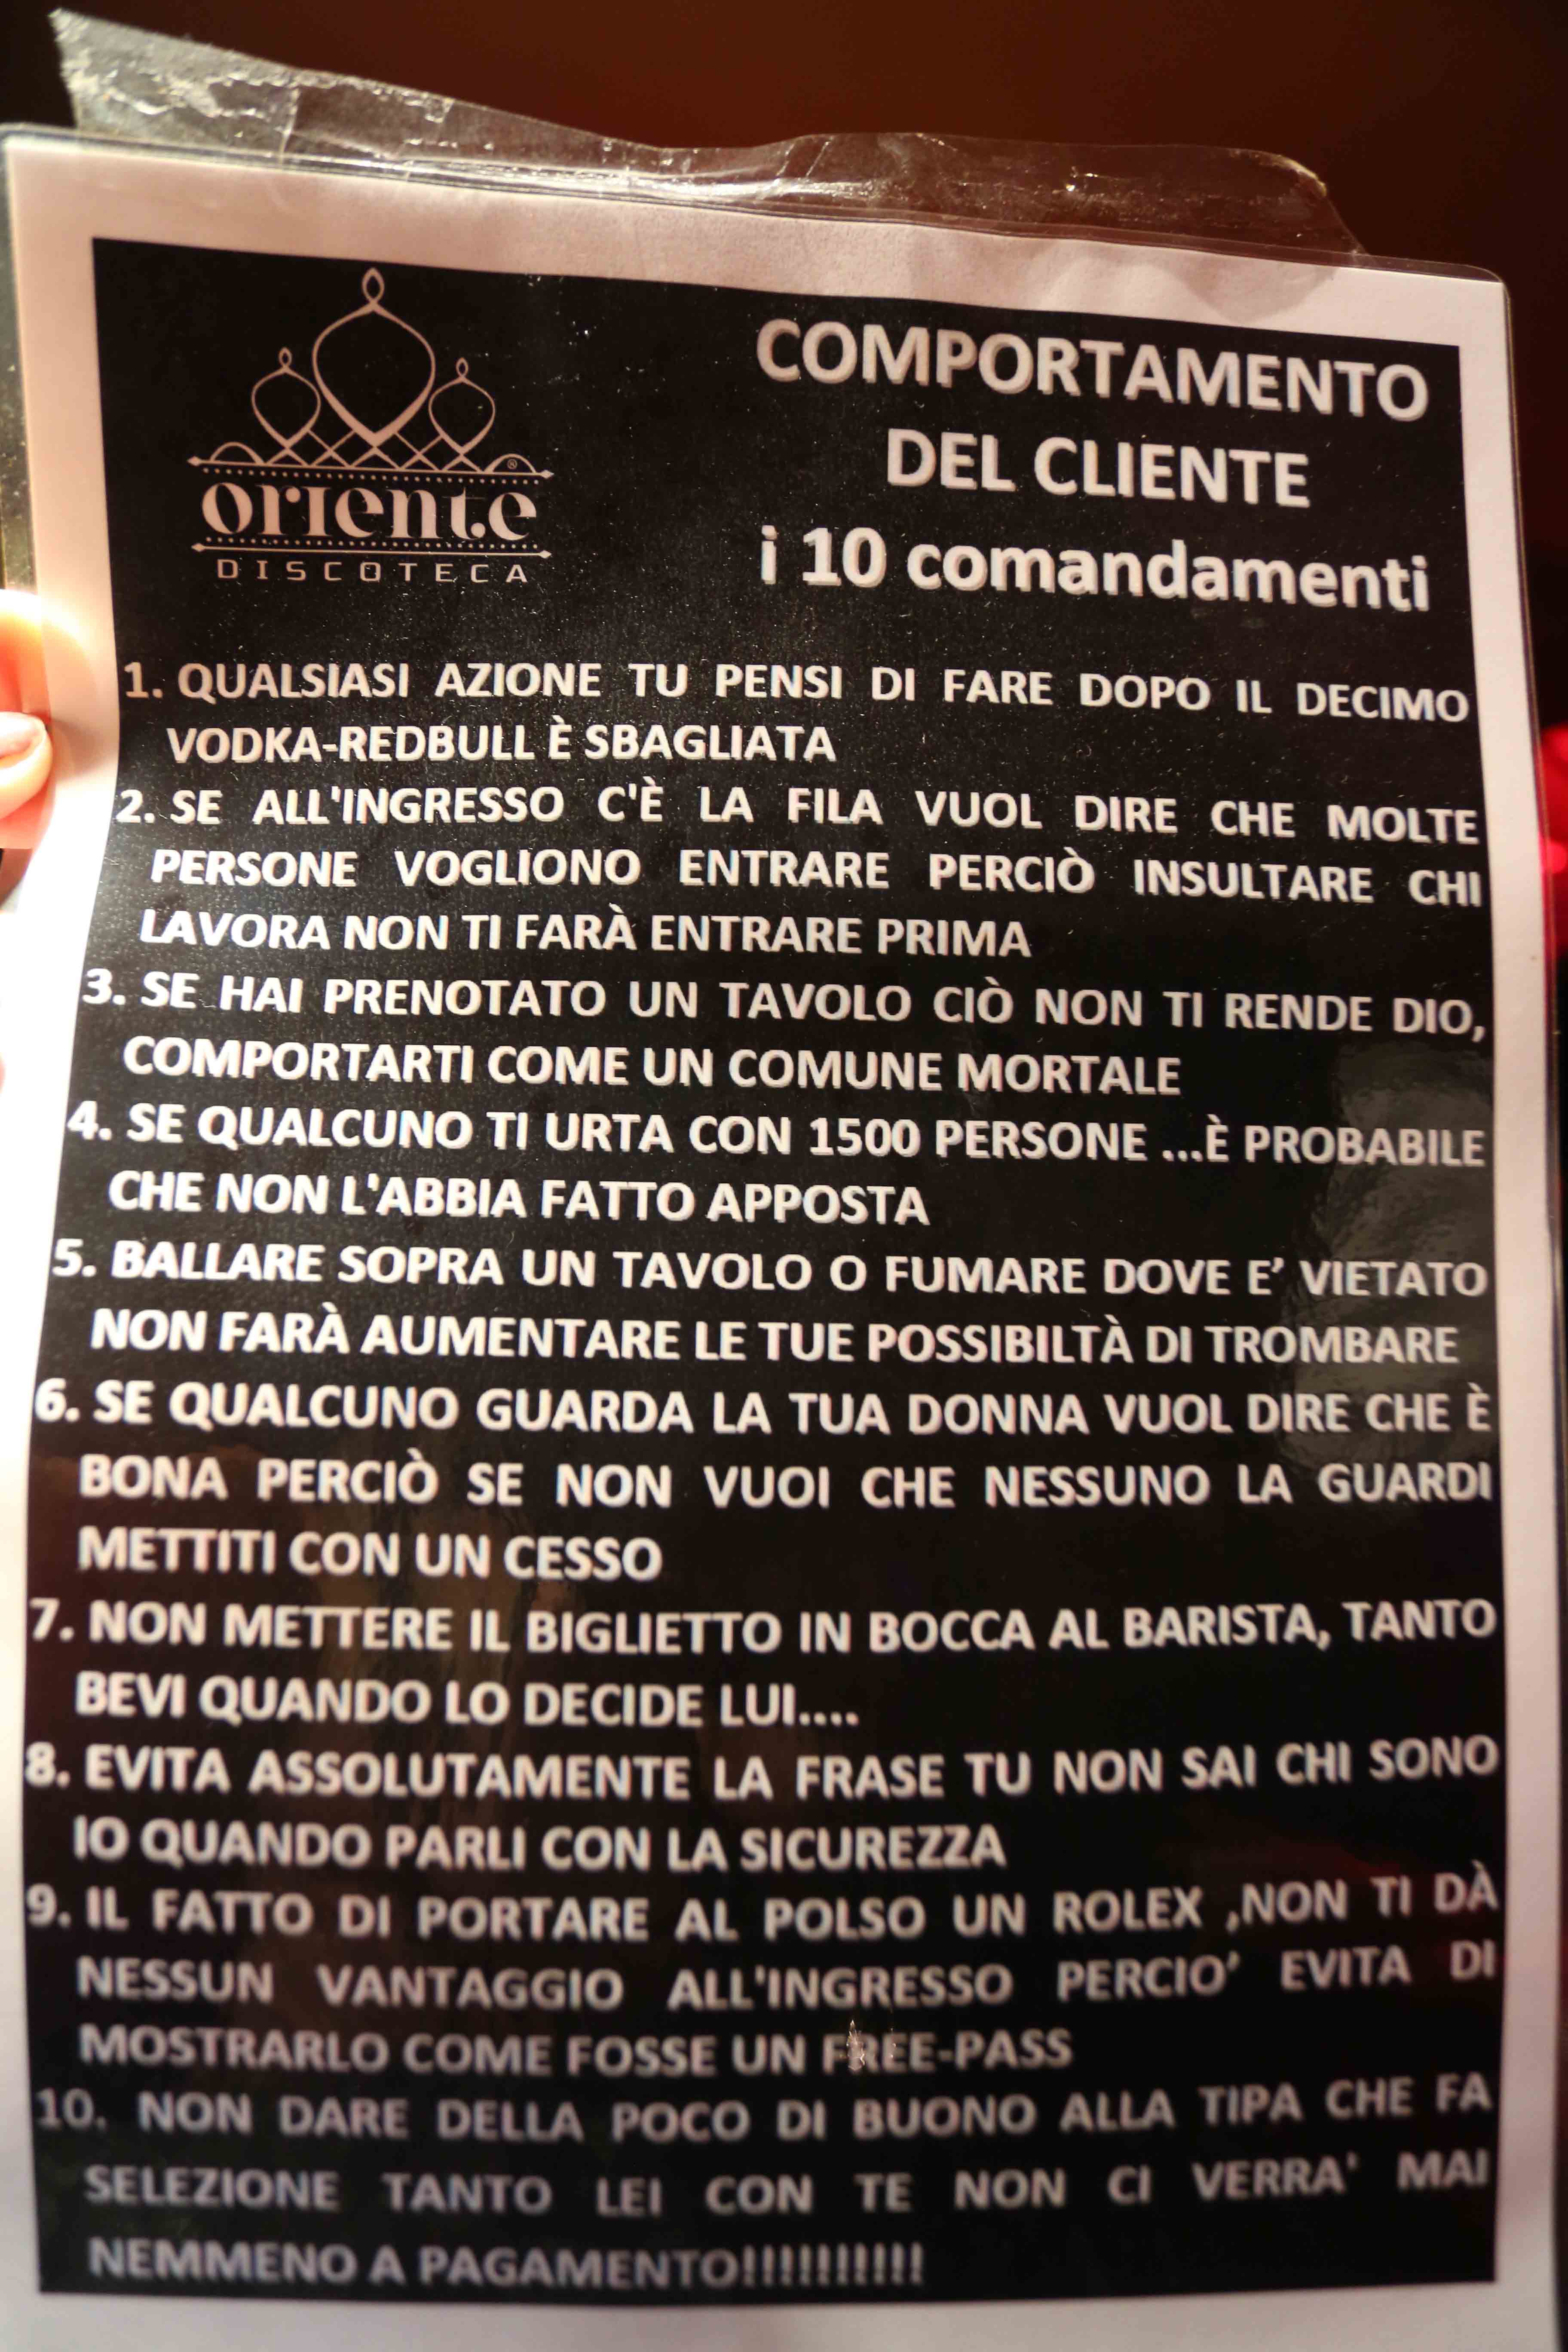 COMPORTAMENTO
DEL CLIENTE
i 10 comandamenti
®
oriente
DISCOTECA
1. QUALSIASI AZIONE TU PENSI DI FARE DOPO IL DECIMO
VODKA-REDBULL È SBAGLIATA
2. SE ALL'INGRESSO C'È LA FILA VUOL DIRE CHE MOLTE
PERSONE VOGLIONO ENTRARE PERCIÒ INSULTARE CHI
LAVORA NON TI FARÀ ENTRARE PRIMA
3. SE HAI PRENOTATO UN TAVOLO CIÒ NON TI RENDE DIO,
COMPORTARTI COME UN COMUNE MORTALE
4. SE QUALCUNO TI URTA CON 1500 PERSONE ...È PROBABILE
CHE NON L'ABBIA FATTO APPOSTA
5. BALLARE SOPRA UN TAVOLO O FUMARE DOVE E’ VIETATO
NON FARÀ AUMENTARE LE TUE POSSIBILTÀ DI TROMBARE
6. SE QUALCUNO GUARDA LA TUA DONNA VUOL DIRE CHE È
BONA PERCIÒ SE NON VUOI CHE NESSUNO LA GUARDI
METTITI CON UN CESSO
7. NON METTERE IL BIGLIETTO IN BOCCA AL BARISTA, TANTO
BEVI QUANDO LO DECIDE LUI....
8. EVITA ASSOLUTAMENTE LA FRASE TU NON SAI CHI SONO
IO QUANDO PARLI CON LA SICUREZZA
9. IL FATTO DI PORTARE AL POLSO UN ROLEX ,NON TI DÀ
NESSUN VANTAGGIO ALL'INGRESSO PERCIO’ EVITA DI
MOSTRARLO COME FOSSE UN FREE-PASS
10. NON DARE DELLA POCO DI BUONO ALLA TIPA CHE FA
SELEZIONE TANTO LEI CON TE NON CI VERRA' MAI
NEMMENO A PAGAMENTO!!!!!!!!!!